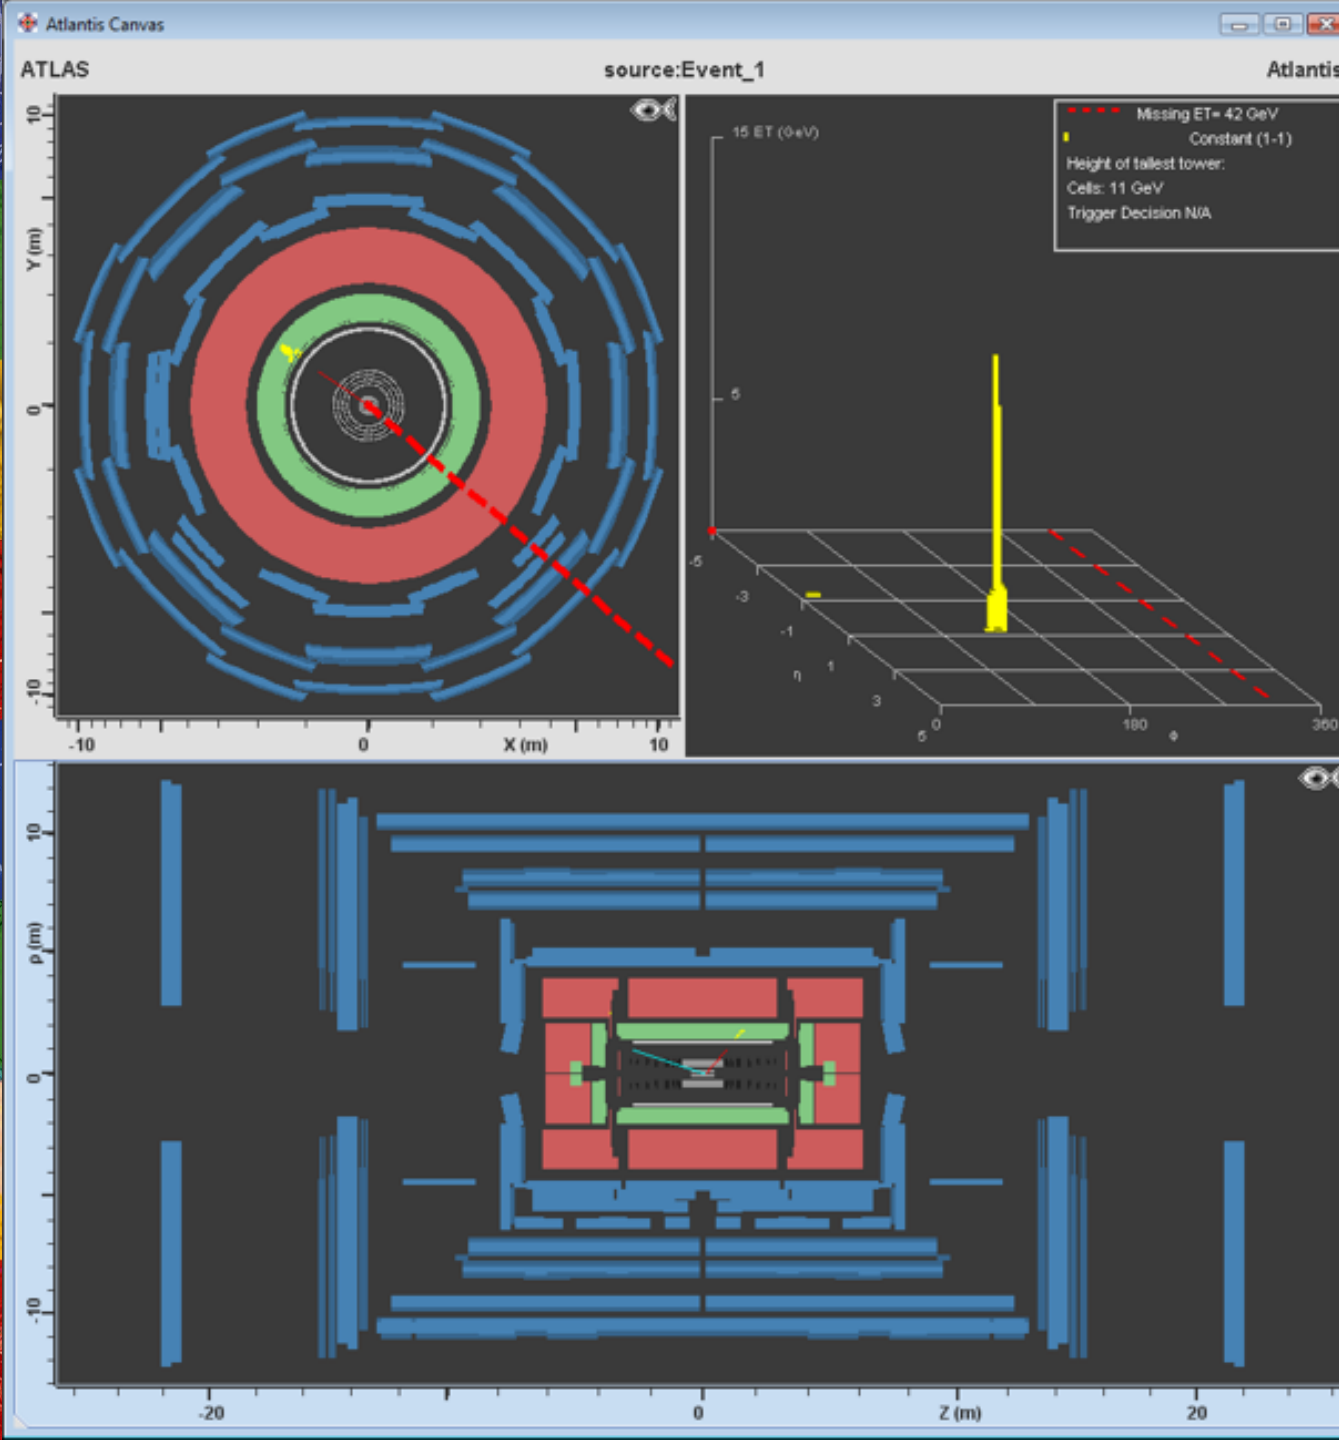 Atlantis Canvas
ATLAS source:Event_1 Atlantis
10
Y (m)
0
-10
-10 0 X (m) 10
15 ET (GeV)
5
Missing ET= 42 GeV
Constant (1-1)
Height of tallest tower:
Cells: 11 GeV
Trigger Decision N/A
-5
-3
-1
η 1
3
5 0 180 Φ 360
10
ρ (m)
0
-10
-20 0 Z (m) 20